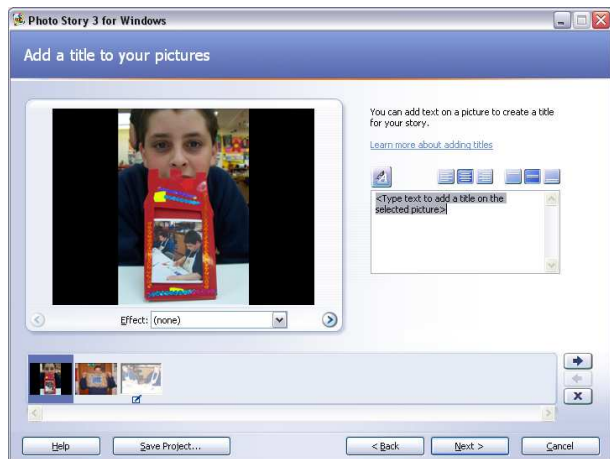 Photo Story 3 for Windows
Add a title to your pictures
You can add text on a picture to create a title
for your story.
Learn more about adding titles
<Type text to add a title on the
selected picture>
Effect: (none)
Help
Save Project...
< Back
Next >
Cancel